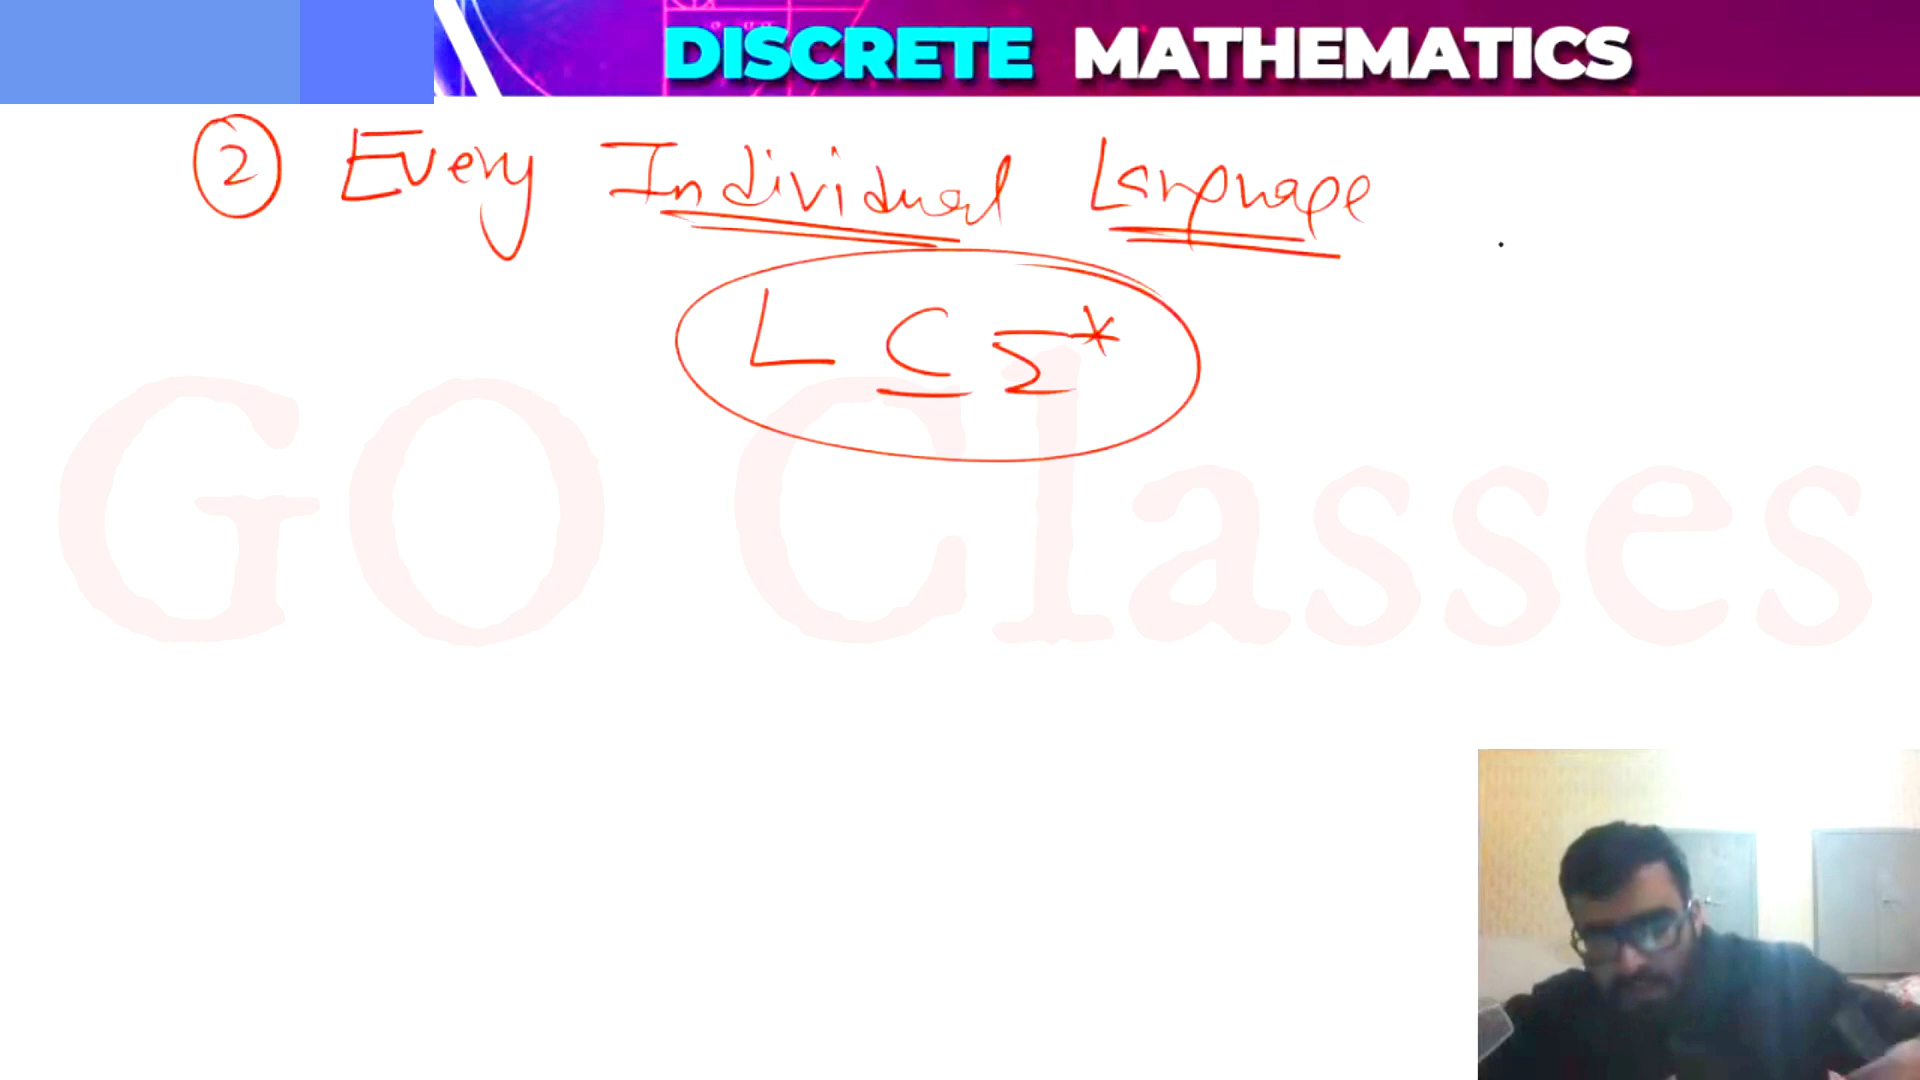 DISCRETE MATHEMATICS
② Every Individual Language
L ⊆ Σ*
GO Classes